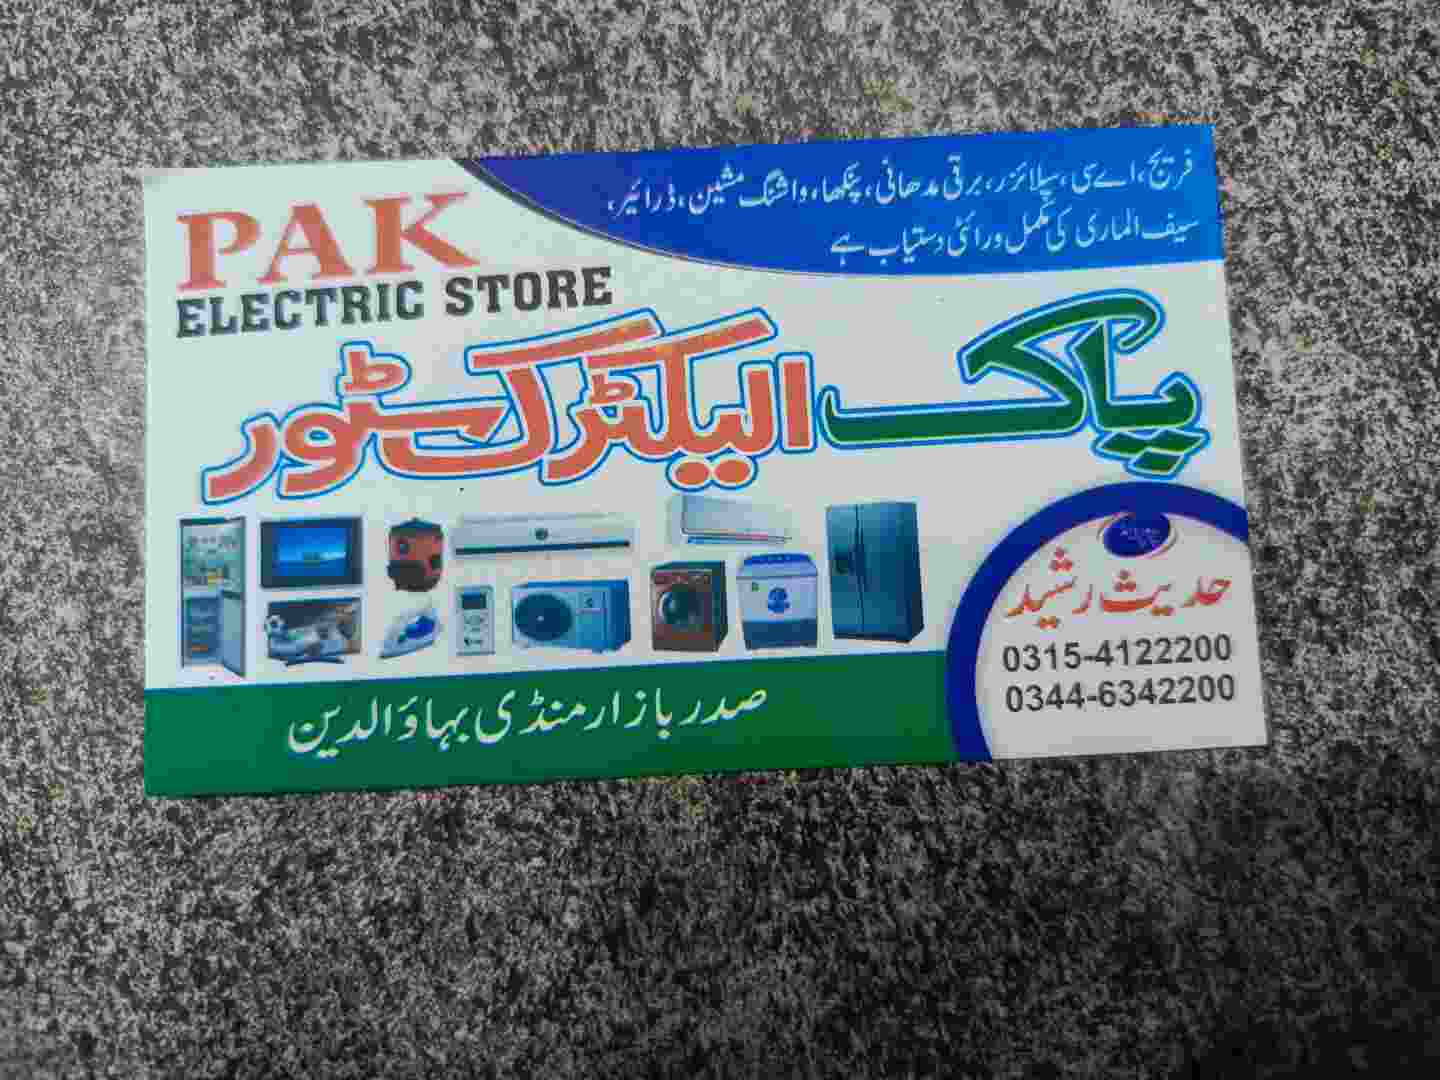 PAK
ELECTRIC STORE
فریج، اے سی، سپلائزر، برقی مدھانی، پنکھا، واشنگ مشین، ڈرائیر،
سیف الماری کی مکمل ورائٹی دستیاب ہے
پاک الیکٹرک سٹور
حدیث رشید
0315-4122200
0344-6342200
صدر بازار منڈی بہاؤالدین